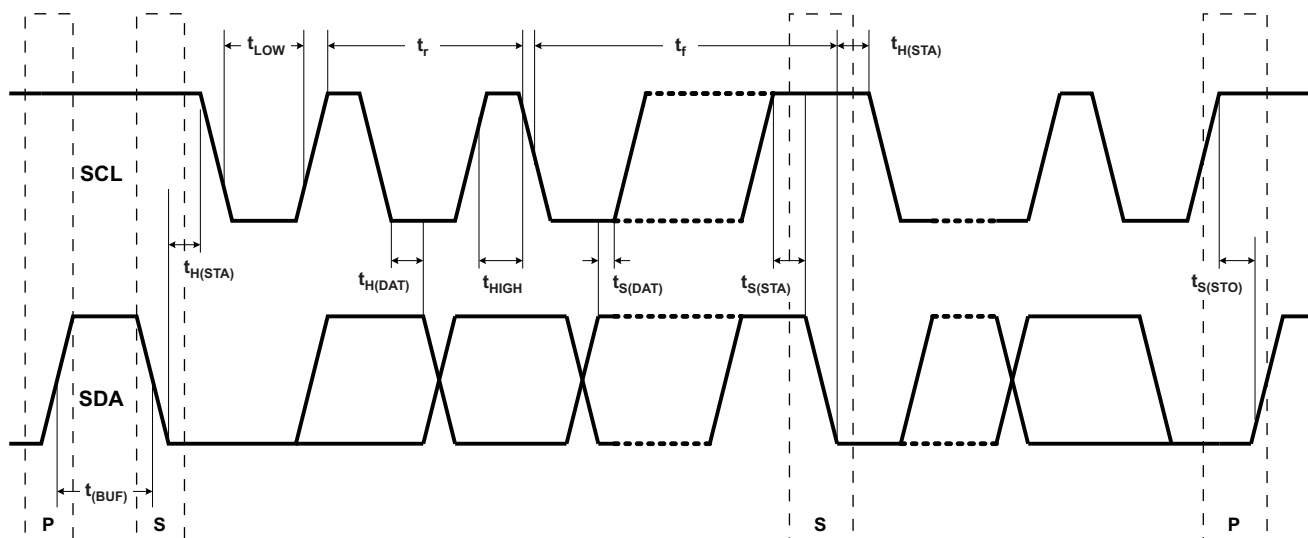 tLOW
tr
tf
tH(STA)
SCL
tH(STA)
tH(DAT)
tHIGH
tS(DAT)
tS(STA)
tS(STO)
SDA
t(BUF)
P
S
S
P